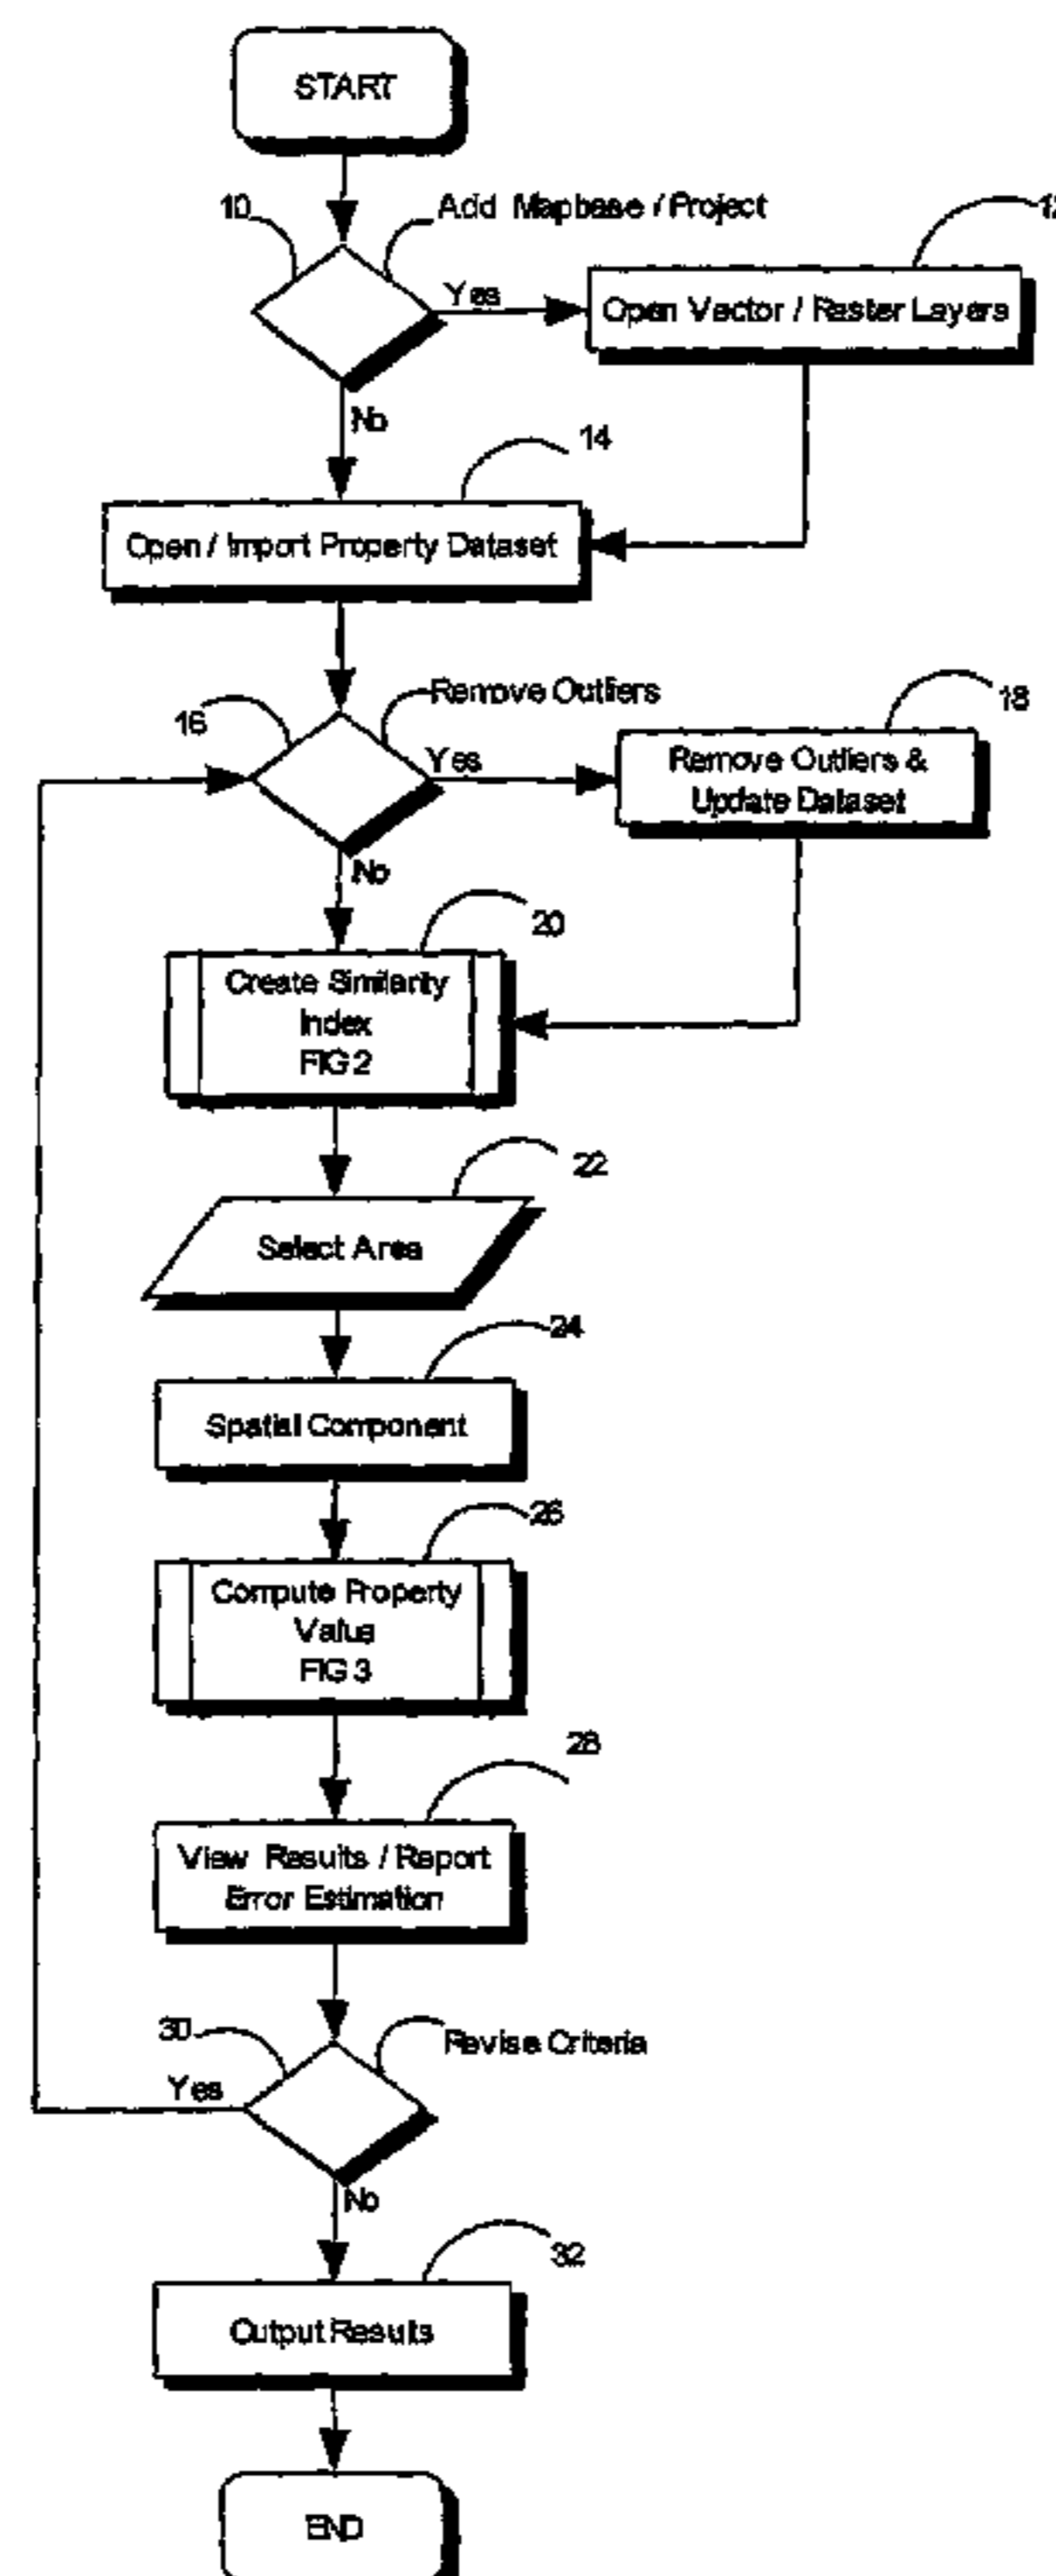 START
10
Add Mapbase / Project
Yes
Open Vector / Raster Layers
No
14
Open / Import Property Dataset
Remove Outliers
16
Yes
18
Remove Outliers &
Update Dataset
No
20
Create Similarity
Index
FIG 2
22
Select Area
24
Spatial Component
26
Compute Property
Value
FIG 3
28
View Results / Report
Error Estimation
30
Revise Criteria
Yes
No
32
Output Results
END